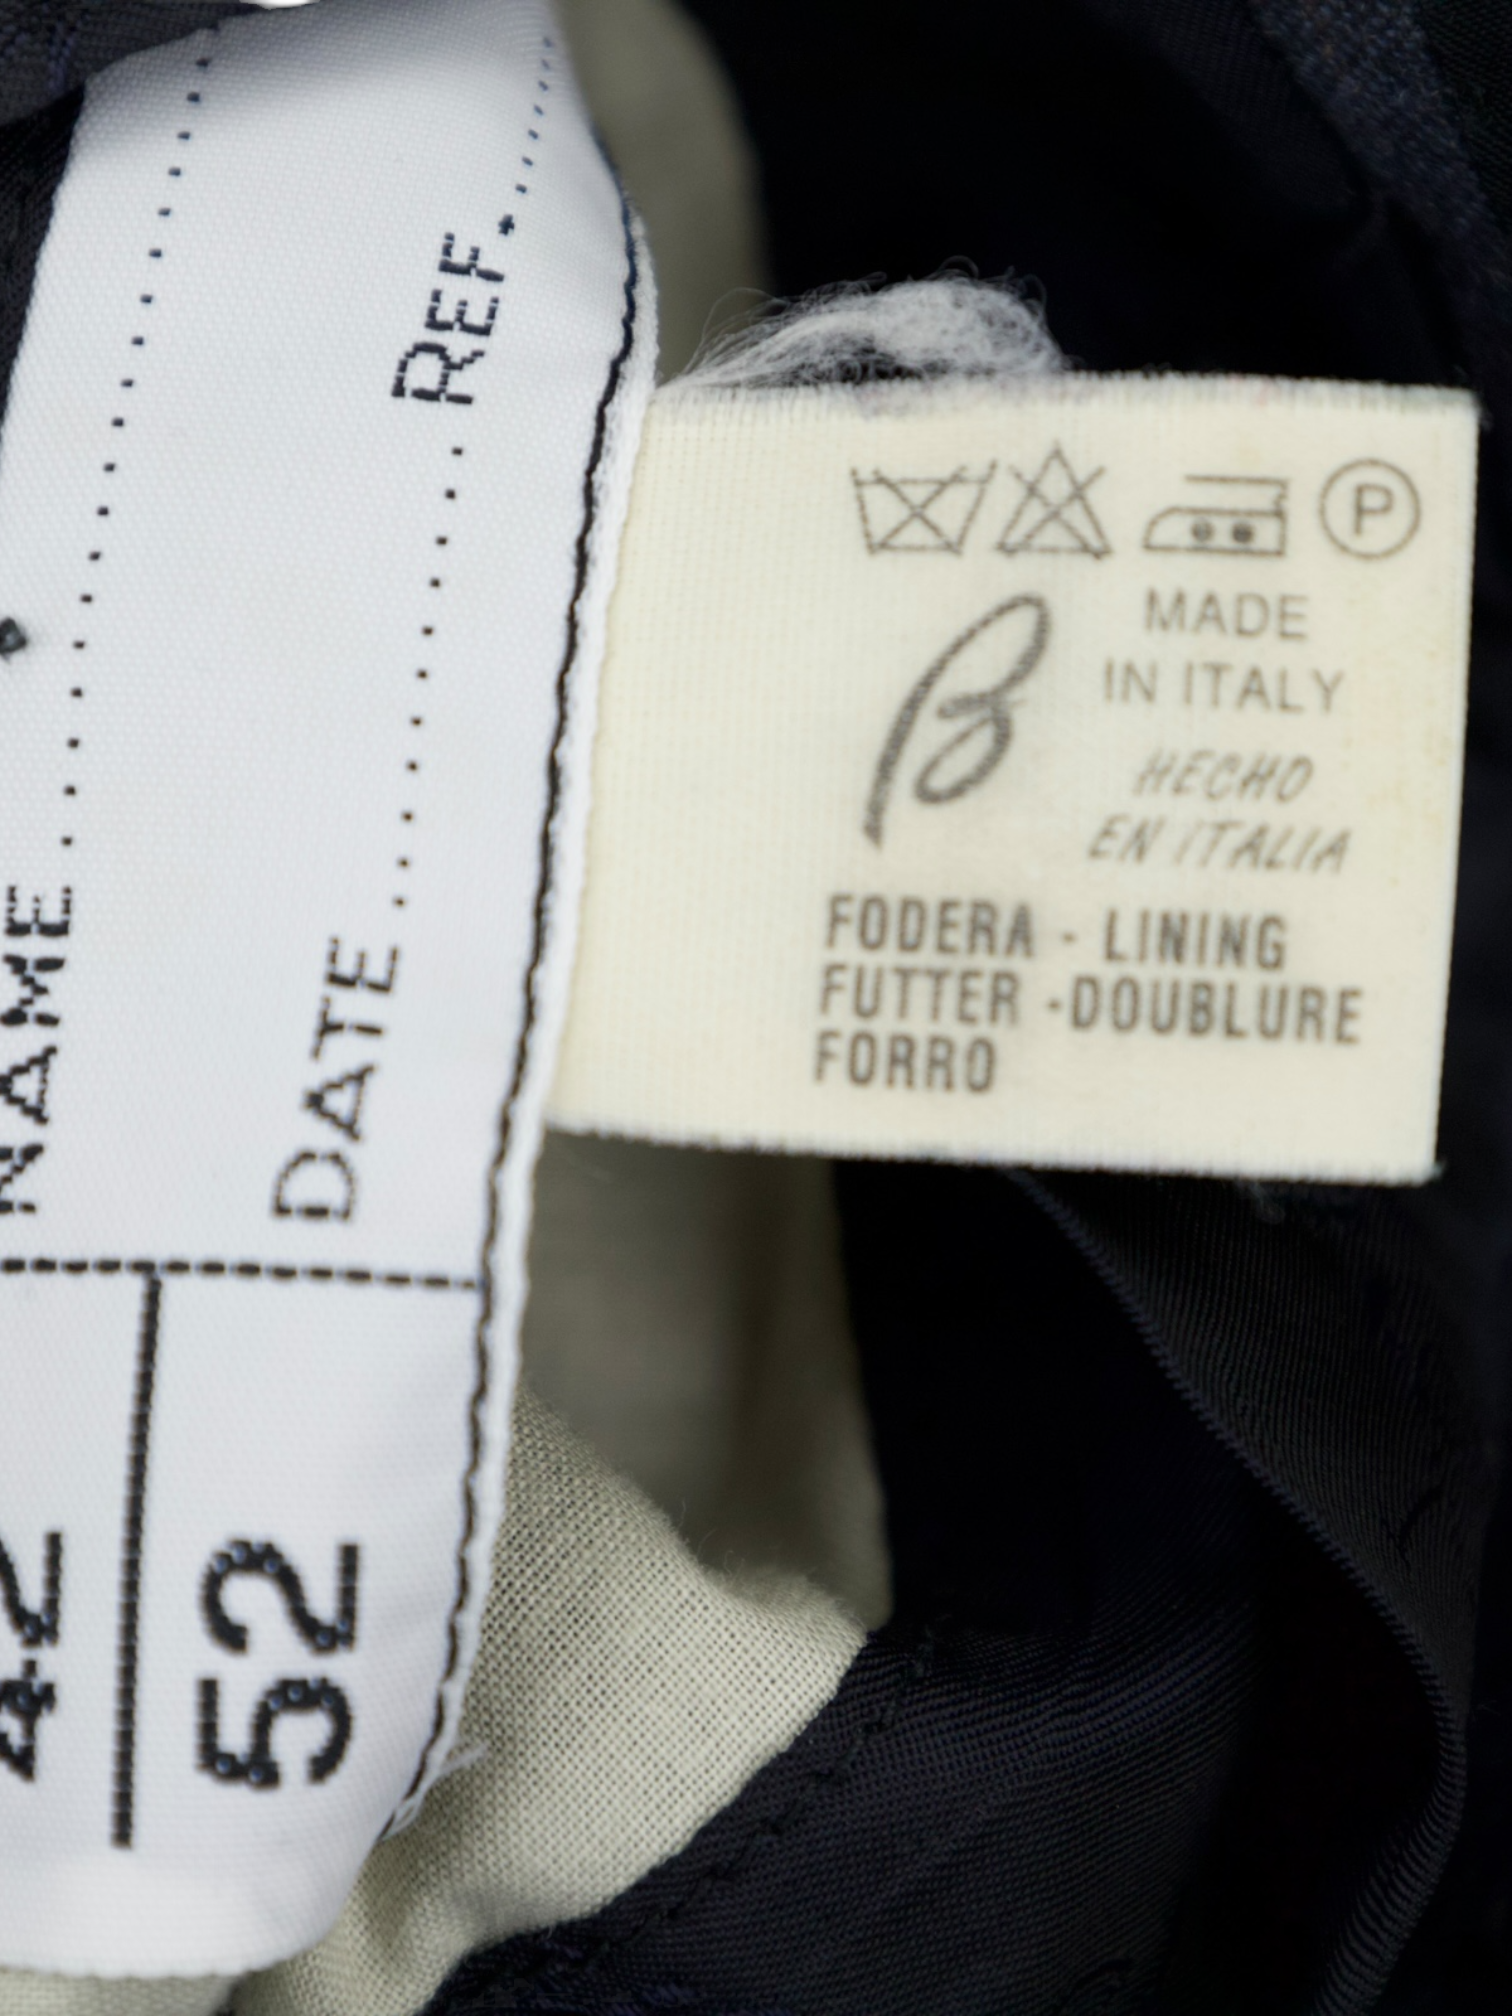 NAME
DATE REF.
42
52
P
β
MADE
IN ITALY
HECHO
EN ITALIA
FODERA - LINING
FUTTER -DOUBLURE
FORRO